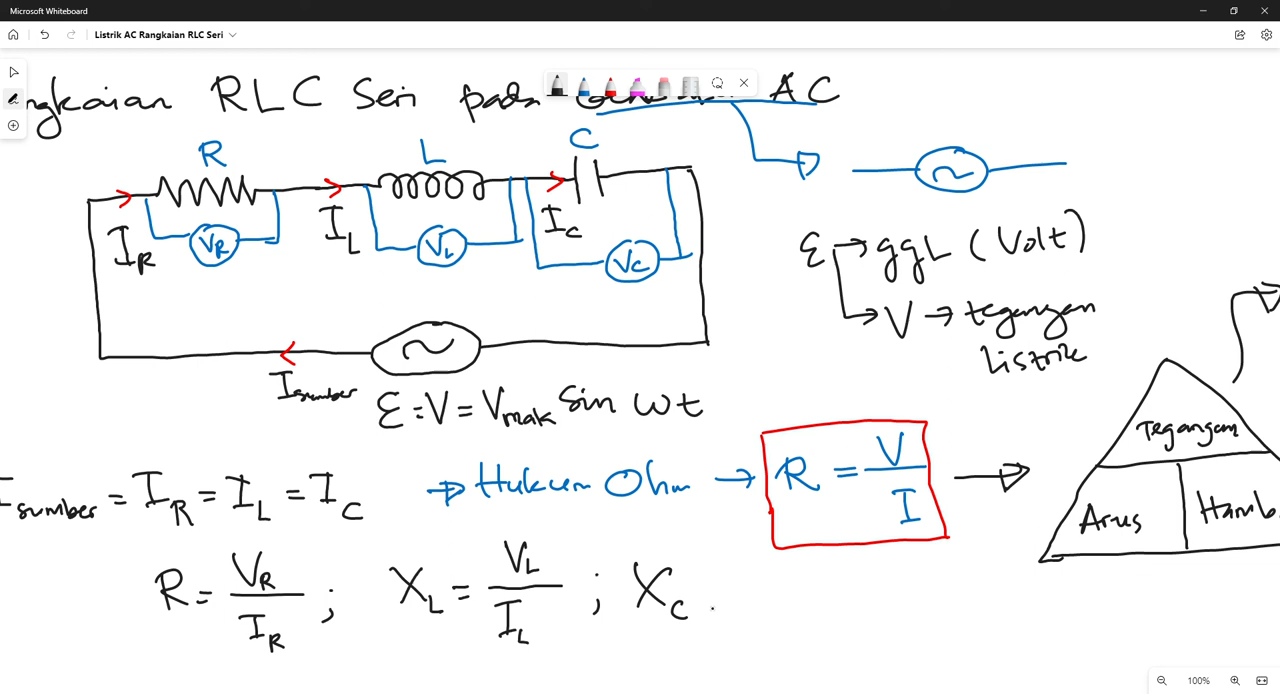 Microsoft Whiteboard
Listrik AC Rangkaian RLC Seri
ngkaian RLC Seri pada AC
R
L
C
I_R
V_R
I_L
V_L
I_C
V_C
ε → ggL (Volt)
V → tegangan
Listrik
I_sumber
ε = V = V_mak sin ωt
I_sumber = I_R = I_L = I_C
Hukum Ohm → R = V/I
Tegangan
Arus
Hamb
R = V_R/I_R ; X_L = V_L/I_L ; X_C
100%